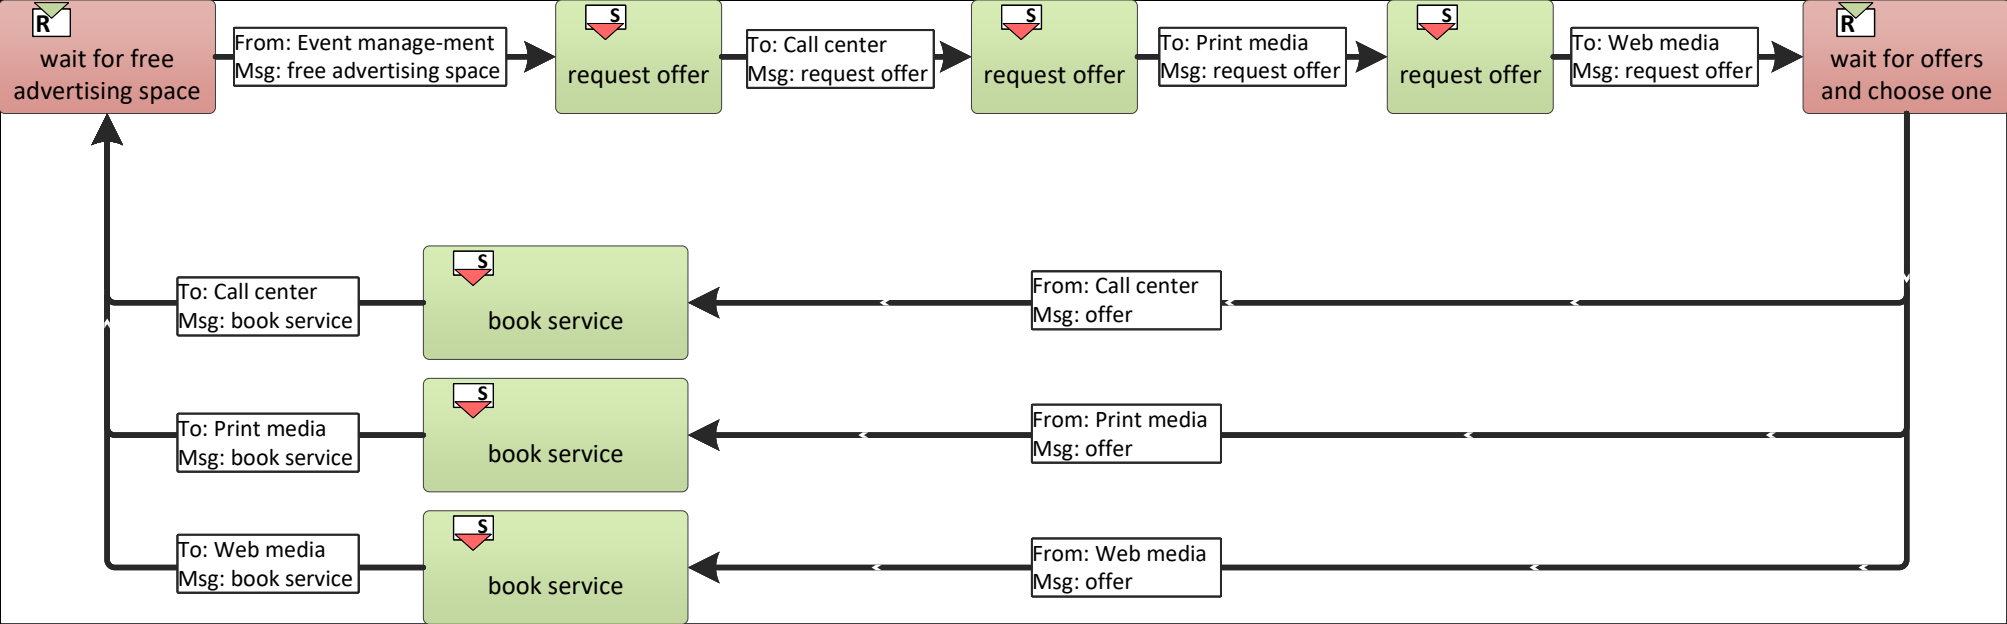 R
wait for free
advertising space
From: Event manage-ment
Msg: free advertising space
S
request offer
To: Call center
Msg: request offer
S
request offer
To: Print media
Msg: request offer
S
request offer
To: Web media
Msg: request offer
R
wait for offers
and choose one
To: Call center
Msg: book service
S
book service
From: Call center
Msg: offer
To: Print media
Msg: book service
S
book service
From: Print media
Msg: offer
To: Web media
Msg: book service
S
book service
From: Web media
Msg: offer